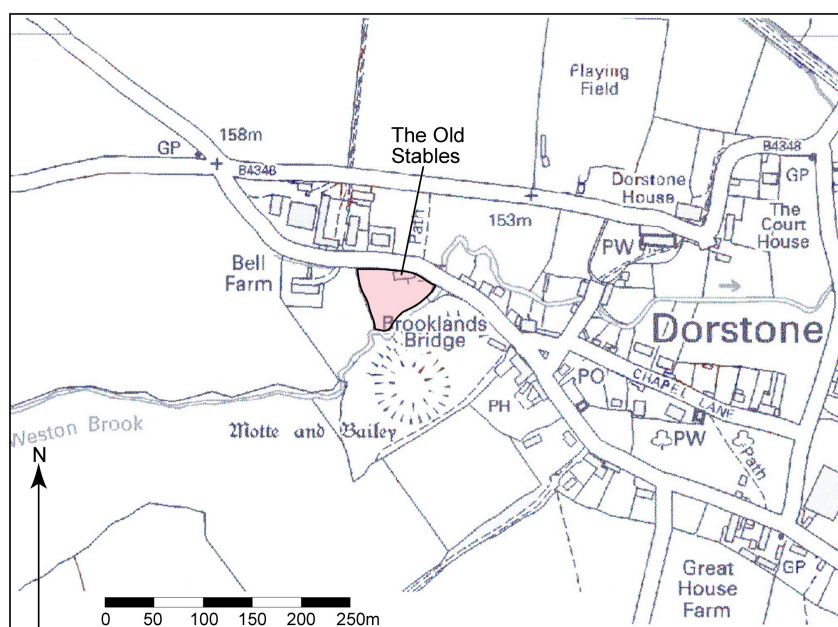 Playing
Field
The Old
Stables
158m
GP
B4348
B4348
GP
Dorstone
House
The
Court
House
Path
153m
PW
Bell
Farm
Brooklands
Bridge
Dorstone
PO
CHAPEL LANE
PH
Weston Brook
Motte and Bailey
PW
Path
N
Great
House
Farm
GP
0 50 100 150 200 250m